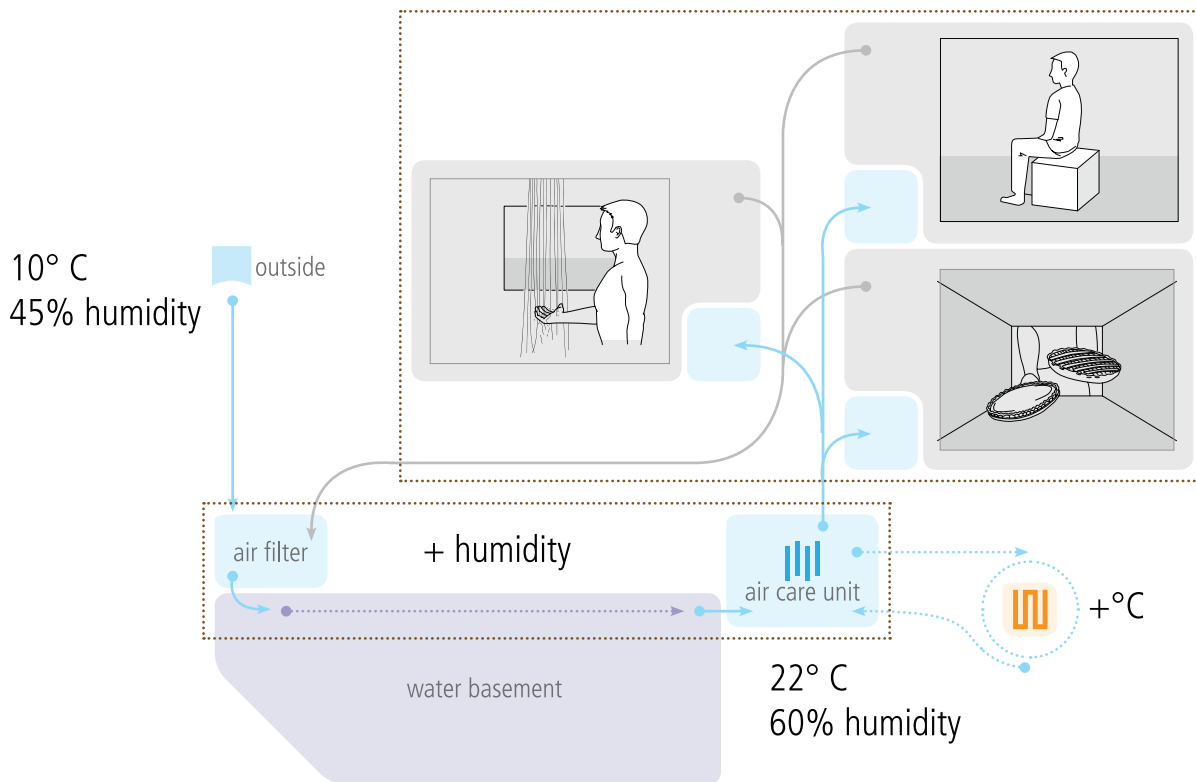 10° C
45% humidity
outside
air filter
+ humidity
air care unit
+°C
water basement
22° C
60% humidity